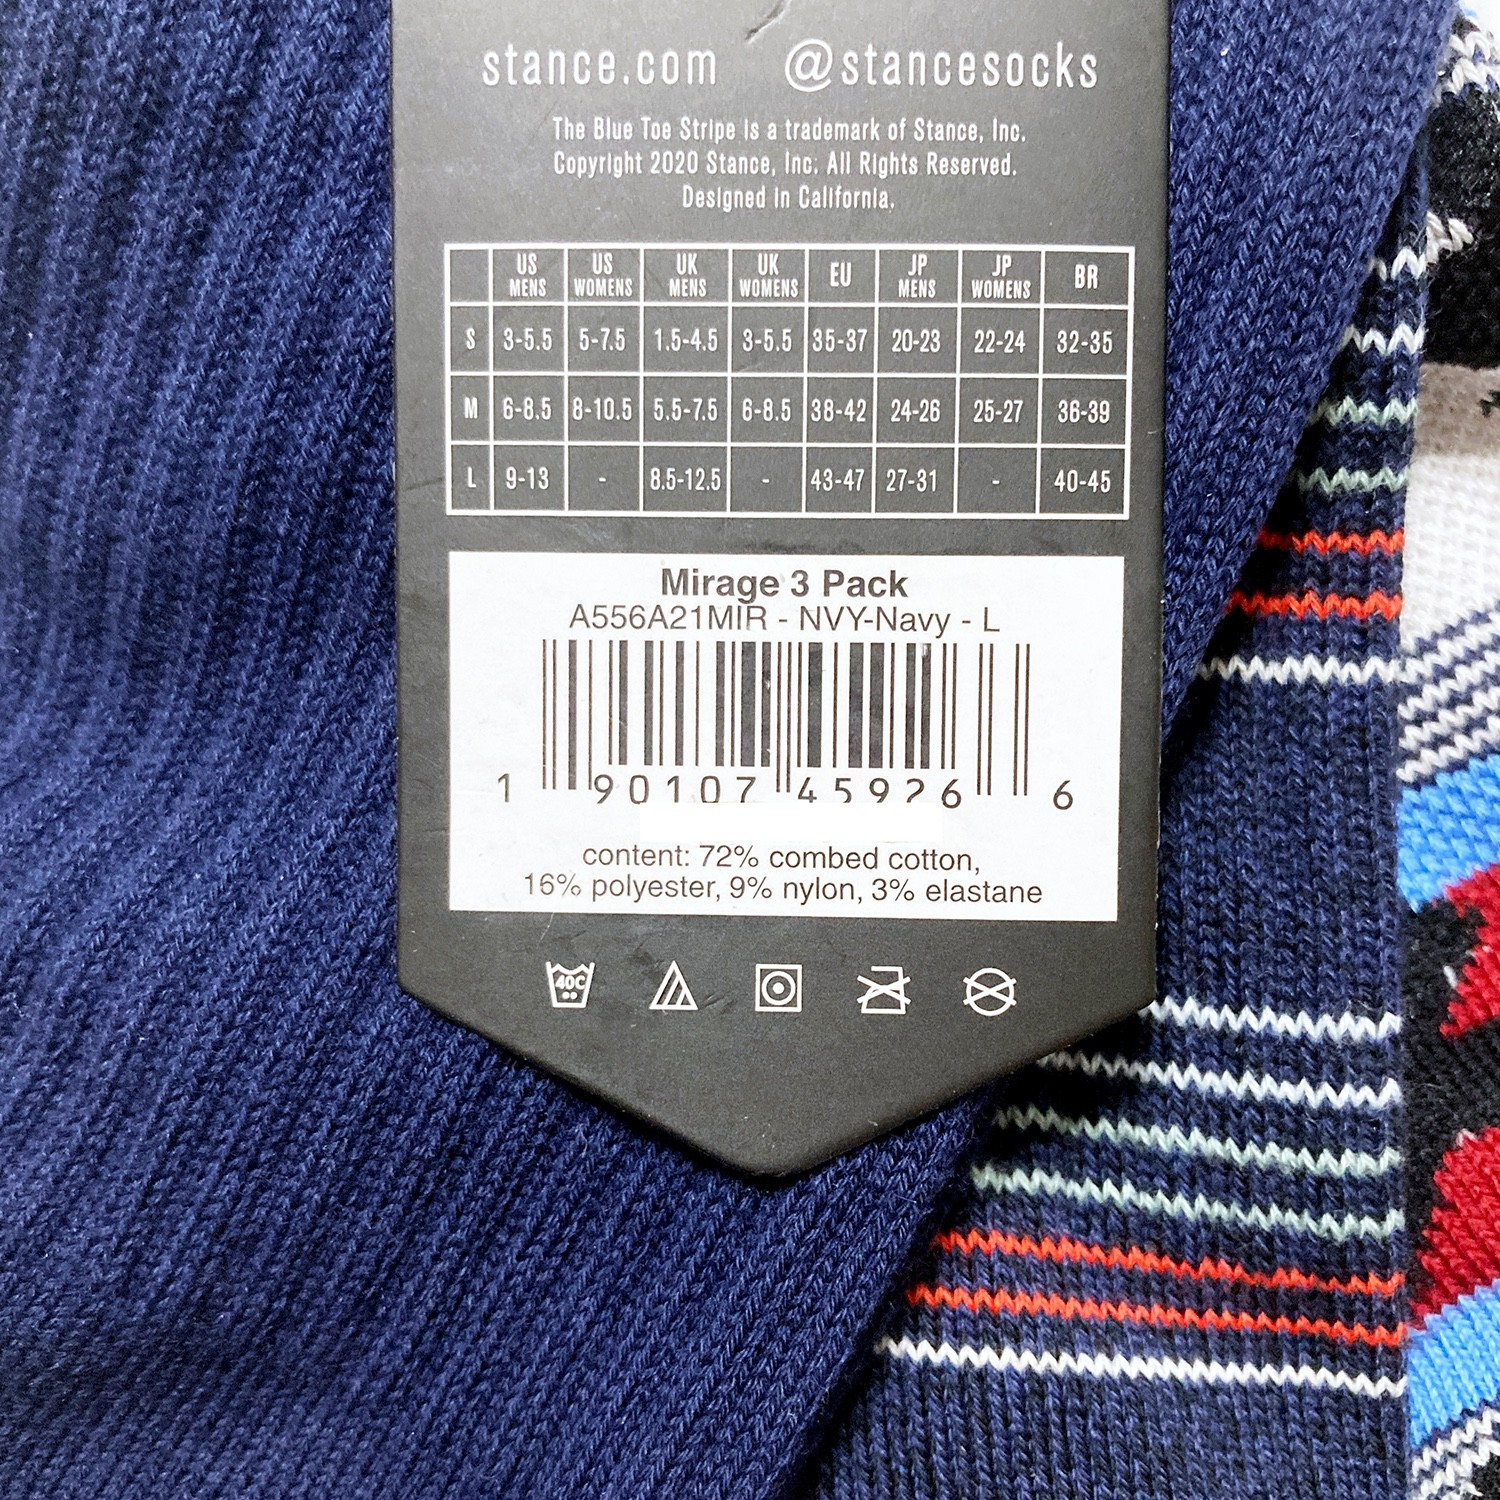 stance.com @stancesocks
The Blue Toe Stripe is a trademark of Stance, Inc.
Copyright 2020 Stance, Inc. All Rights Reserved.
Designed in California.
US MENS US WOMENS UK MENS UK WOMENS EU JP MENS JP WOMENS BR
S 3-5.5 5-7.5 1.5-4.5 3-5.5 35-37 20-23 22-24 32-35
M 6-8.5 8-10.5 5.5-7.5 6-8.5 38-42 24-26 25-27 36-39
L 9-13 - 8.5-12.5 - 43-47 27-31 - 40-45
Mirage 3 Pack
A556A21MIR - NVY-Navy - L
1 90107 45926 6
content: 72% combed cotton,
16% polyester, 9% nylon, 3% elastane
40C